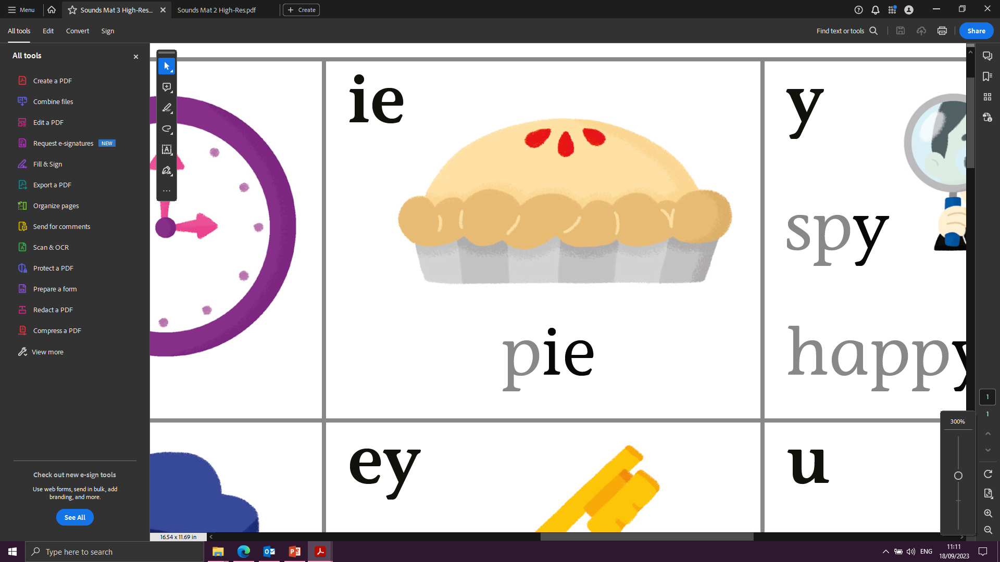 Menu
Sounds Mat 3 High-Res...
Sounds Mat 2 High-Res.pdf
Create
All tools
Edit
Convert
Sign
Find text or tools
Share
All tools
Create a PDF
Combine files
Edit a PDF
Request e-signatures NEW
Fill & Sign
Export a PDF
Organize pages
Send for comments
Scan & OCR
Protect a PDF
Prepare a form
Redact a PDF
Compress a PDF
View more
Check out new e-sign tools
Use web forms, send in bulk, add
branding, and more.
See All
ie
pie
y
spy
happy
ey
u
1
1
300%
16.54 x 11.69 in
Type here to search
ENG
11:11
18/09/2023